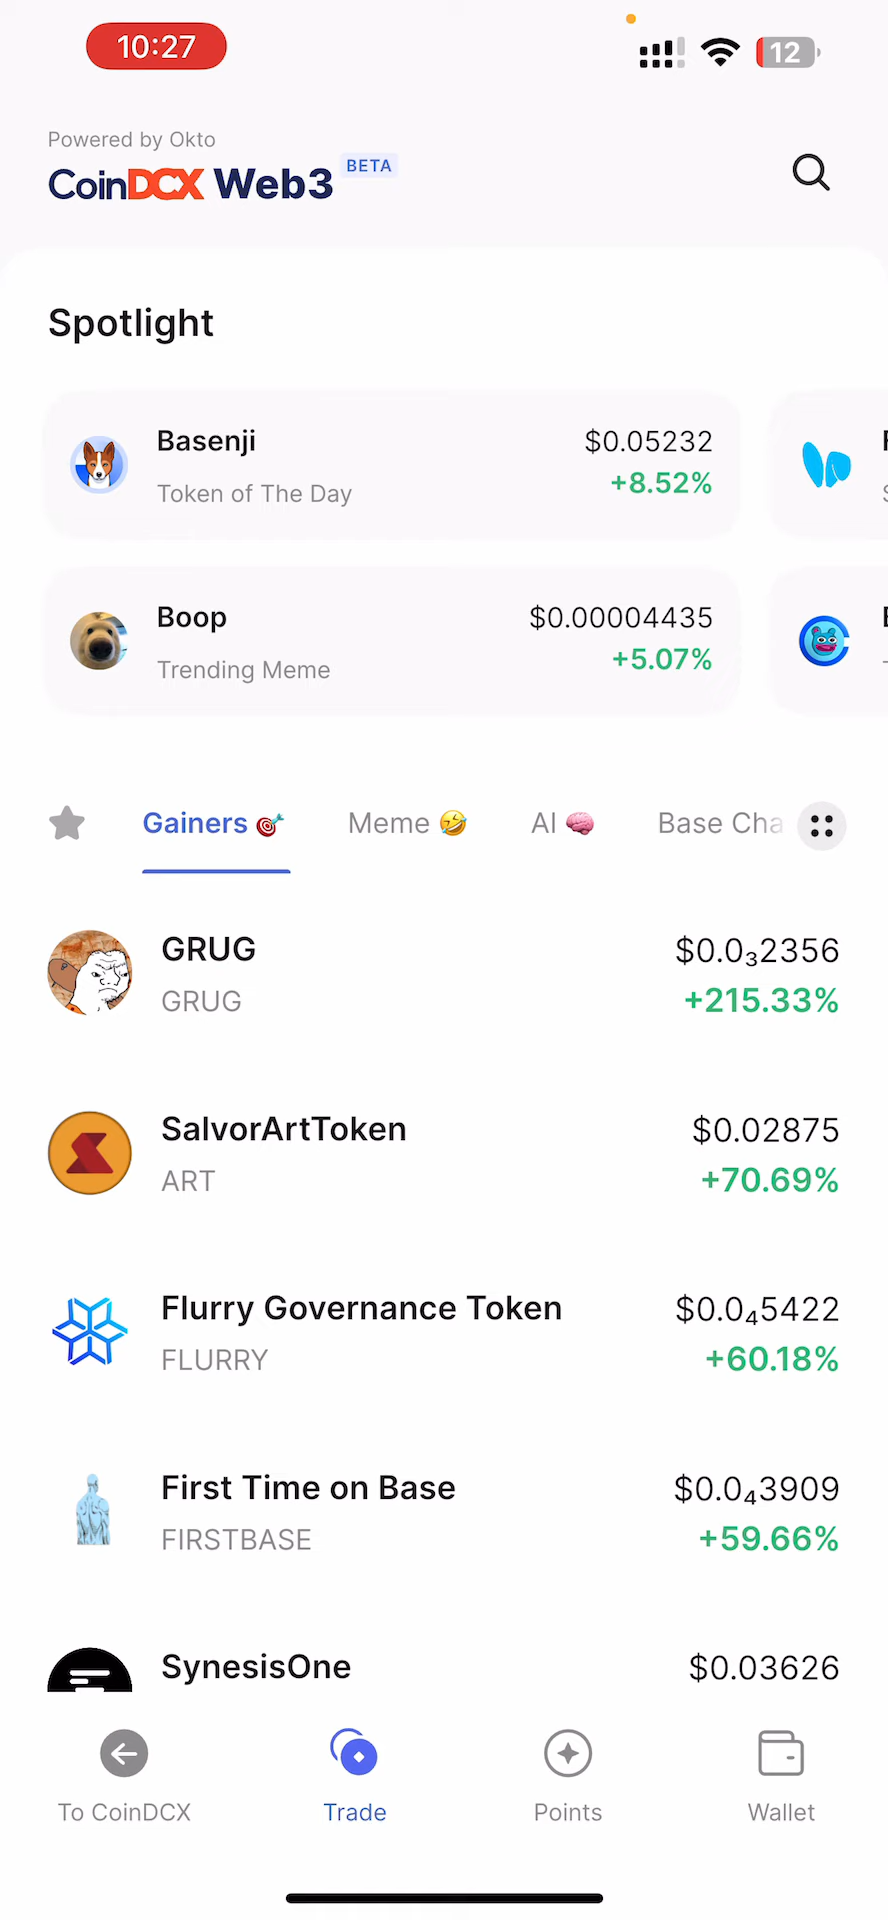 10:27
12
Powered by Okto
CoinDCX Web3 BETA
Spotlight
Basenji
$0.05232
Token of The Day
+8.52%
Boop
$0.00004435
Trending Meme
+5.07%
Gainers 🎯 Meme 🤣 AI 🧠 Base Cha
GRUG
$0.0₃2356
GRUG
+215.33%
SalvorArtToken
$0.02875
ART
+70.69%
Flurry Governance Token
$0.0₄5422
FLURRY
+60.18%
First Time on Base
$0.0₄3909
FIRSTBASE
+59.66%
SynesisOne
$0.03626
To CoinDCX Trade Points Wallet